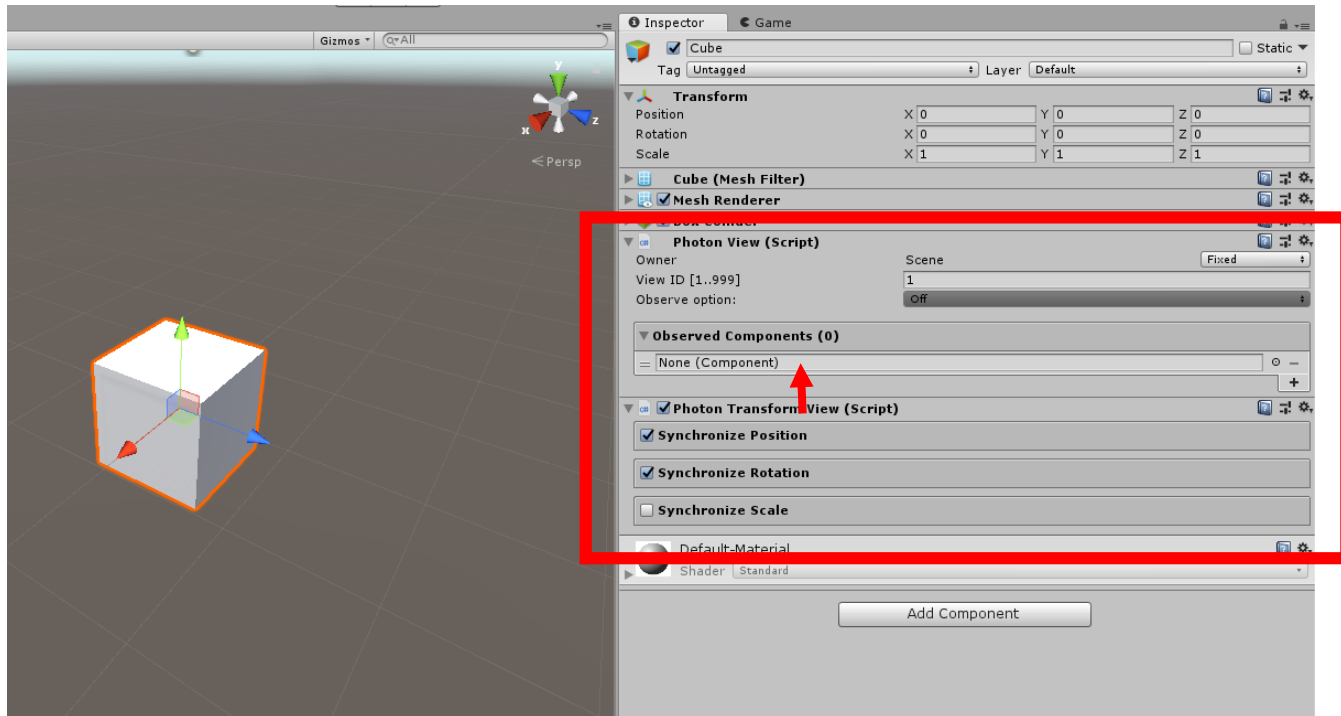 Inspector
Game
Gizmos
All
Cube
Static
Tag Untagged
Layer Default
Transform
Position X 0 Y 0 Z 0
Rotation X 0 Y 0 Z 0
Scale X 1 Y 1 Z 1
y
x
z
Persp
Cube (Mesh Filter)
Mesh Renderer
Box Collider
Photon View (Script)
Owner Scene Fixed
View ID [1..999] 1
Observe option: Off
Observed Components (0)
None (Component)
Photon Transform View (Script)
Synchronize Position
Synchronize Rotation
Synchronize Scale
Default-Material
Shader Standard
Add Component